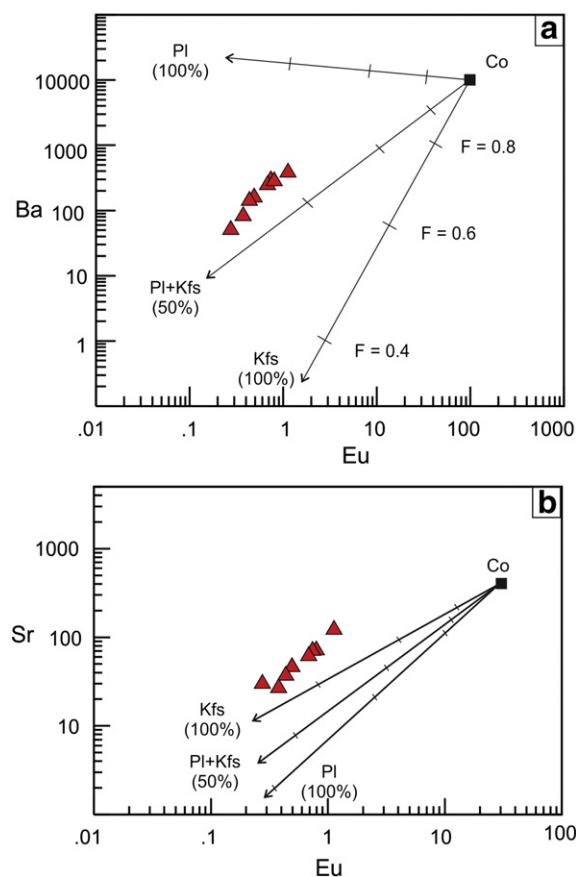 a
Pl
(100%)
Co
10000
1000
F = 0.8
Ba
100
F = 0.6
10
Pl+Kfs
(50%)
1
Kfs
(100%)
F = 0.4
.01 .1 1 10 100 1000
Eu
b
1000
Co
Sr
100
Kfs
(100%)
10
Pl+Kfs
(50%)
Pl
(100%)
.01 .1 1 10 100
Eu